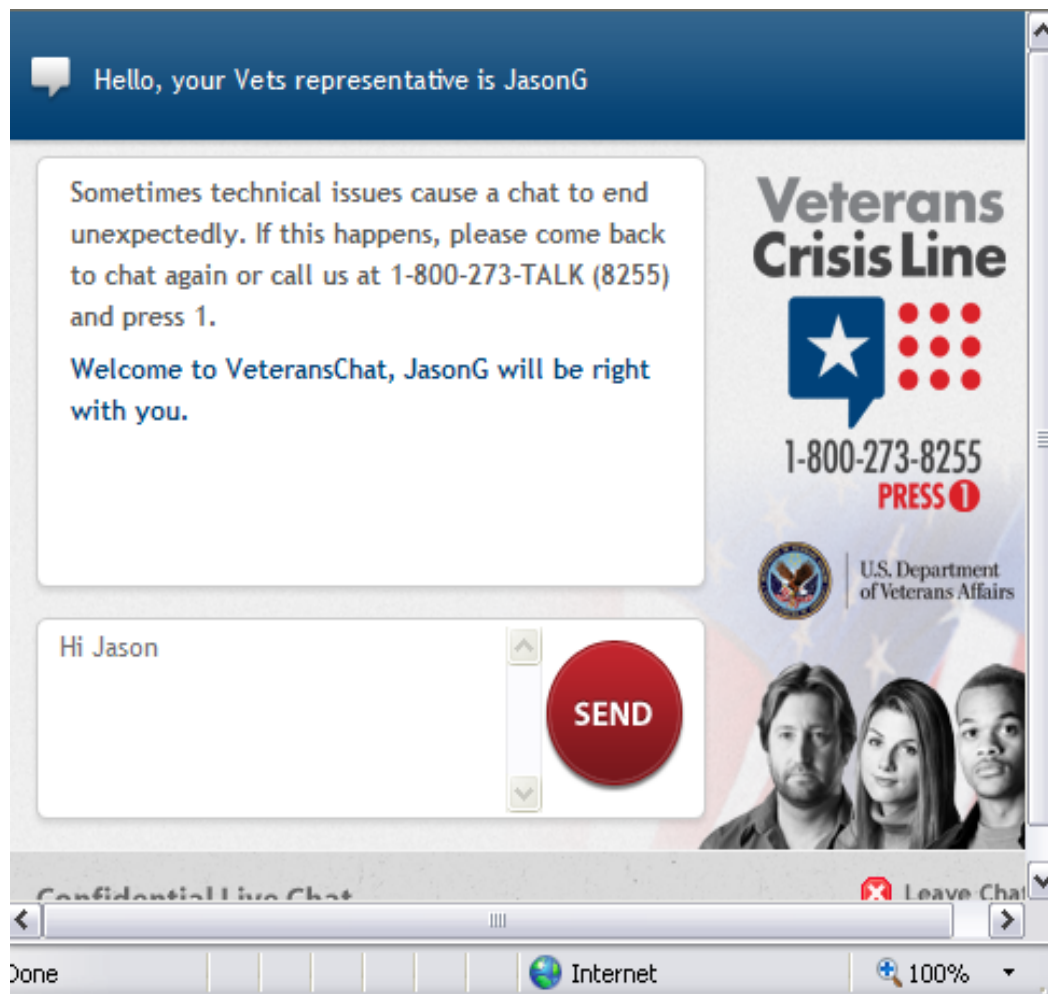 Hello, your Vets representative is JasonG
Sometimes technical issues cause a chat to end
unexpectedly. If this happens, please come back
to chat again or call us at 1-800-273-TALK (8255)
and press 1.
Welcome to VeteransChat, JasonG will be right
with you.
Veterans
Crisis Line
1-800-273-8255
PRESS 1
U.S. Department
of Veterans Affairs
Hi Jason
SEND
Confidential Live Chat
Leave Chat
Done
Internet
100%